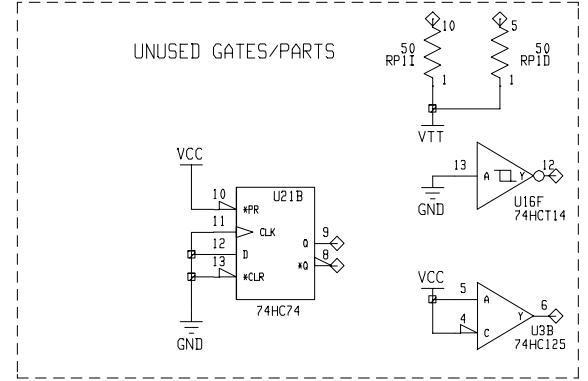 UNUSED GATES/PARTS
10
50
RP1I
1
5
50
RP1D
1
VTT
VCC
10
U21B
*PR
11
CLK
12
D
13
*CLR
Q
9
*Q
8
74HC74
GND
13
A
Y
12
GND
U16F
74HCT14
VCC
5
A
4
C
Y
6
U3B
74HC125